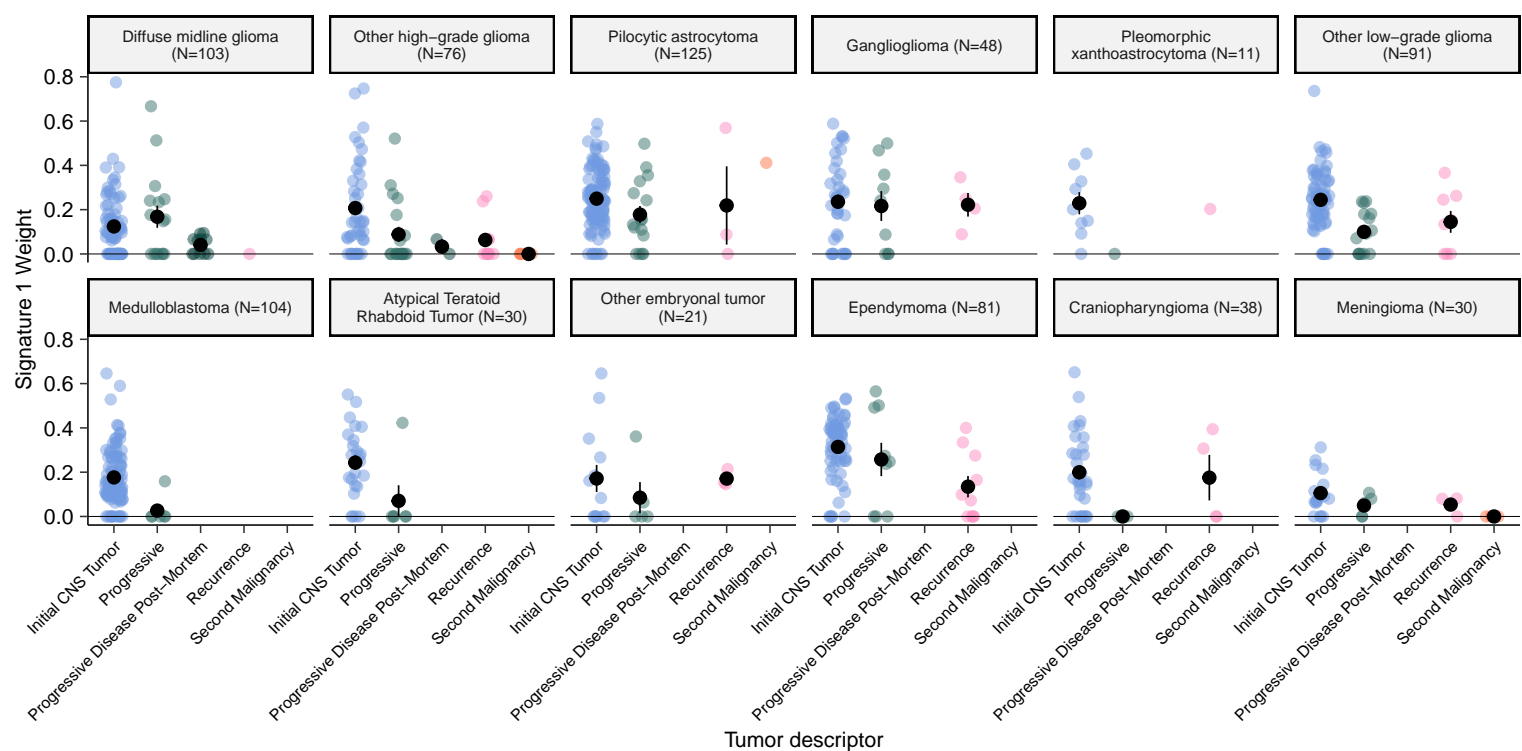 Diffuse midline glioma
(N=103)
Other high−grade glioma
(N=76)
Pilocytic astrocytoma
(N=125)
Ganglioglioma (N=48)
Pleomorphic
xanthoastrocytoma (N=11)
Other low−grade glioma
(N=91)
0.8
0.6
0.4
0.2
0.0
Medulloblastoma (N=104)
Atypical Teratoid
Rhabdoid Tumor (N=30)
Other embryonal tumor
(N=21)
Ependymoma (N=81)
Craniopharyngioma (N=38)
Meningioma (N=30)
0.8
0.6
0.4
0.2
0.0
Signature 1 Weight
Initial CNS Tumor
Progressive
Progressive Disease Post−Mortem
Recurrence
Second Malignancy
Initial CNS Tumor
Progressive
Progressive Disease Post−Mortem
Recurrence
Second Malignancy
Initial CNS Tumor
Progressive
Progressive Disease Post−Mortem
Recurrence
Second Malignancy
Initial CNS Tumor
Progressive
Progressive Disease Post−Mortem
Recurrence
Second Malignancy
Initial CNS Tumor
Progressive
Progressive Disease Post−Mortem
Recurrence
Second Malignancy
Initial CNS Tumor
Progressive
Progressive Disease Post−Mortem
Recurrence
Second Malignancy
Tumor descriptor